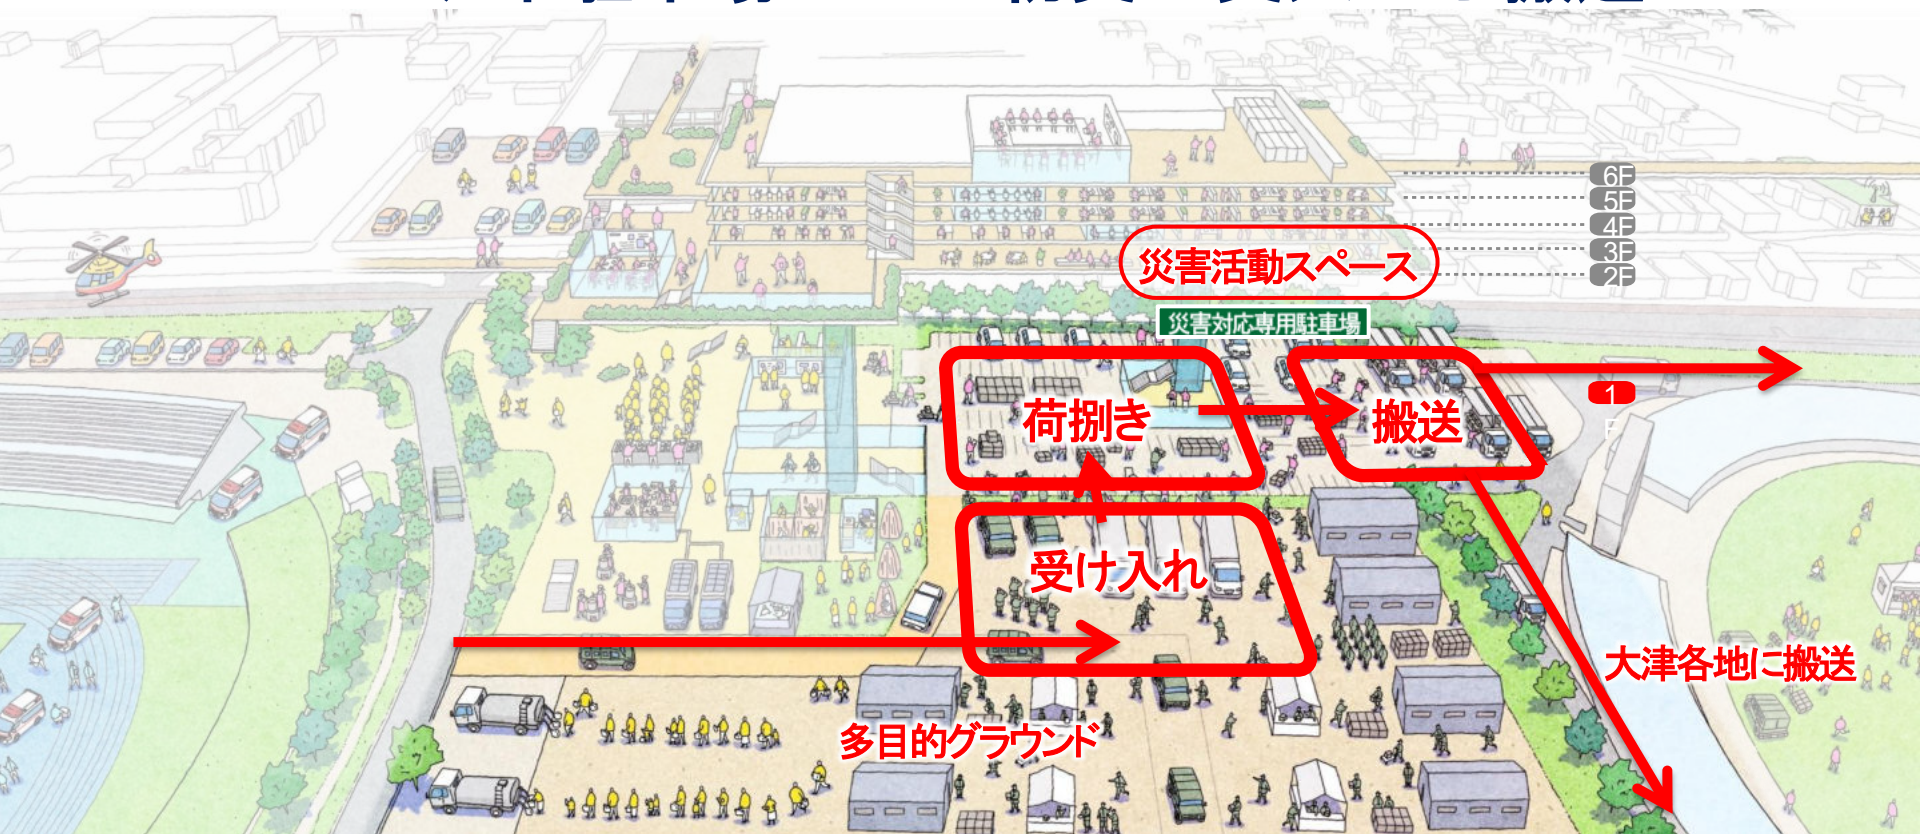 6F
5F
4F
3F
2F
災害活動スペース
災害対応専用駐車場
1
荷捌き
搬送
受け入れ
大津各地に搬送
多目的グラウンド